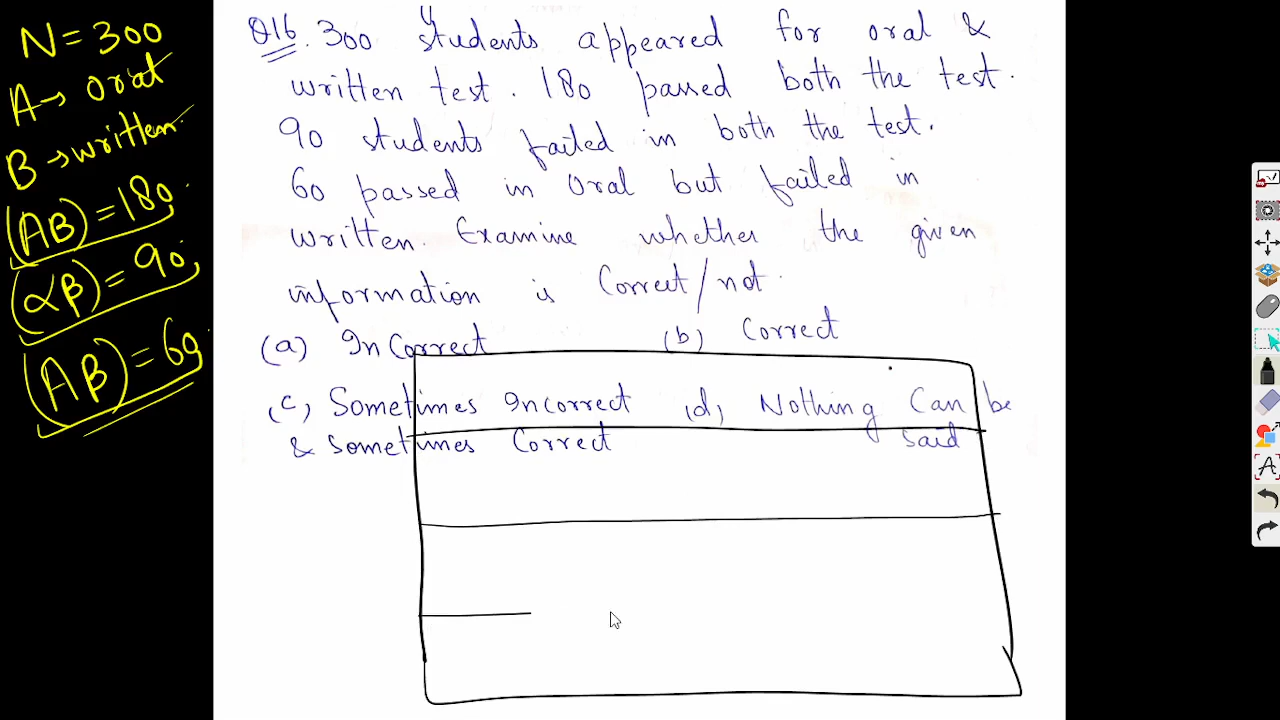 N = 300
A → oral
B → written
(AB) = 180
(αβ) = 90
(Aβ) = 60
Q16. 300 students appeared for oral &
written test. 180 passed both the test.
90 students failed in both the test.
60 passed in oral but failed in
written. Examine whether the given
information is Correct/not.
(a) InCorrect (b) Correct
(c) Sometimes Incorrect (d) Nothing Can be
& sometimes Correct said